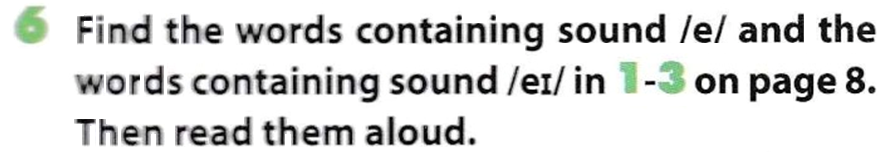 6 Find the words containing sound /e/ and the
words containing sound /eɪ/ in 1-3 on page 8.
Then read them aloud.